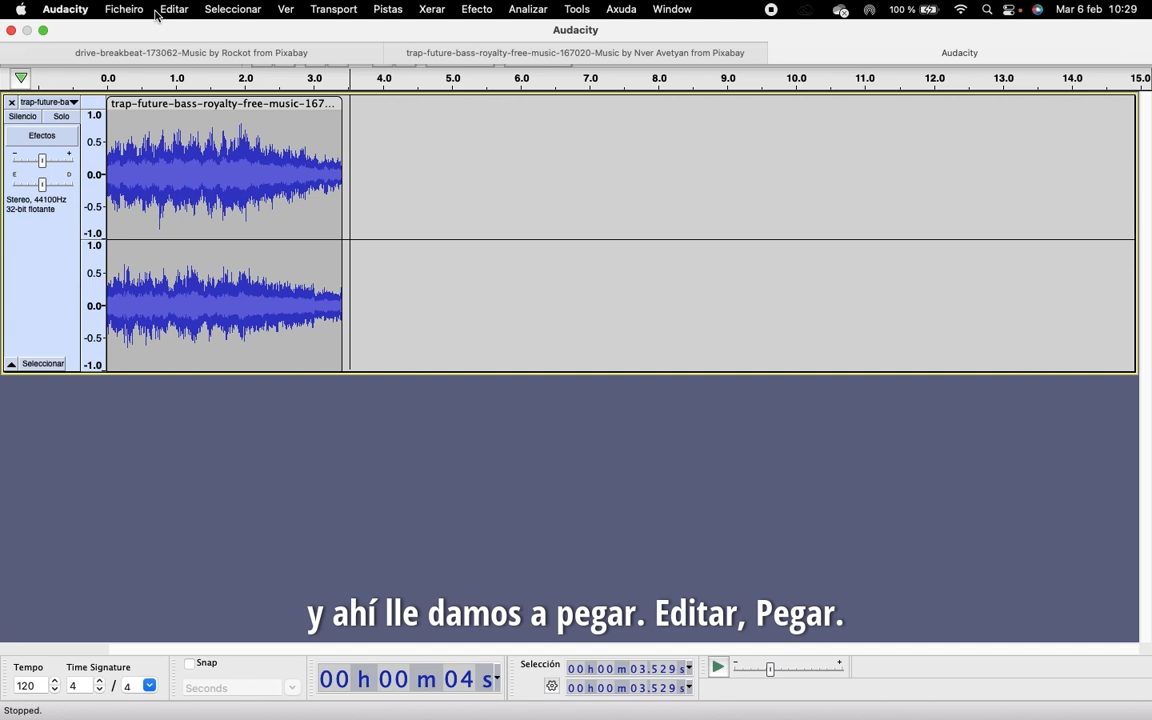 Audacity Ficheiro Editar Seleccionar Ver Transport Pistas Xerar Efecto Analizar Tools Axuda Window 100 % Mar 6 feb 10:29
Audacity
drive-breakbeat-173062-Music by Rockot from Pixabay trap-future-bass-royalty-free-music-167020-Music by Nver Avetyan from Pixabay Audacity
0.0 1.0 2.0 3.0 4.0 5.0 6.0 7.0 8.0 9.0 10.0 11.0 12.0 13.0 14.0 15.0
trap-future-ba trap-future-bass-royalty-free-music-167...
Silencio Solo
Efectos
- +
E D
Stereo, 44100Hz
32-bit flotante
1.0
0.5
0.0
-0.5
-1.0
1.0
0.5
0.0
-0.5
-1.0
Seleccionar
y ahí lle damos a pegar. Editar, Pegar.
Tempo Time Signature
120 4 / 4
Snap
Seconds
00 h 00 m 04 s
Selección
00 h 00 m 03.529 s
00 h 00 m 03.529 s
- +
Stopped.